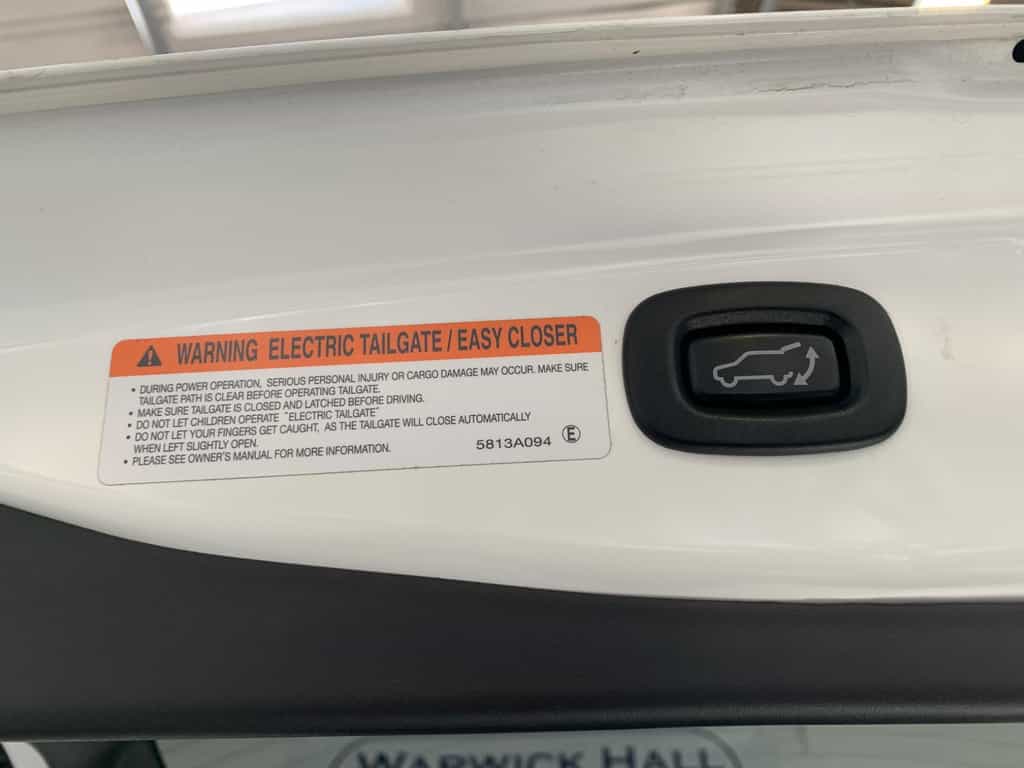 WARNING ELECTRIC TAILGATE / EASY CLOSER
• DURING POWER OPERATION, SERIOUS PERSONAL INJURY OR CARGO DAMAGE MAY OCCUR. MAKE SURE
TAILGATE PATH IS CLEAR BEFORE OPERATING TAILGATE.
• MAKE SURE TAILGATE IS CLOSED AND LATCHED BEFORE DRIVING.
• DO NOT LET CHILDREN OPERATE "ELECTRIC TAILGATE"
• DO NOT LET YOUR FINGERS GET CAUGHT, AS THE TAILGATE WILL CLOSE AUTOMATICALLY
WHEN LEFT SLIGHTLY OPEN.
• PLEASE SEE OWNER'S MANUAL FOR MORE INFORMATION.
5813A094 Ⓔ
WARWICK HALL